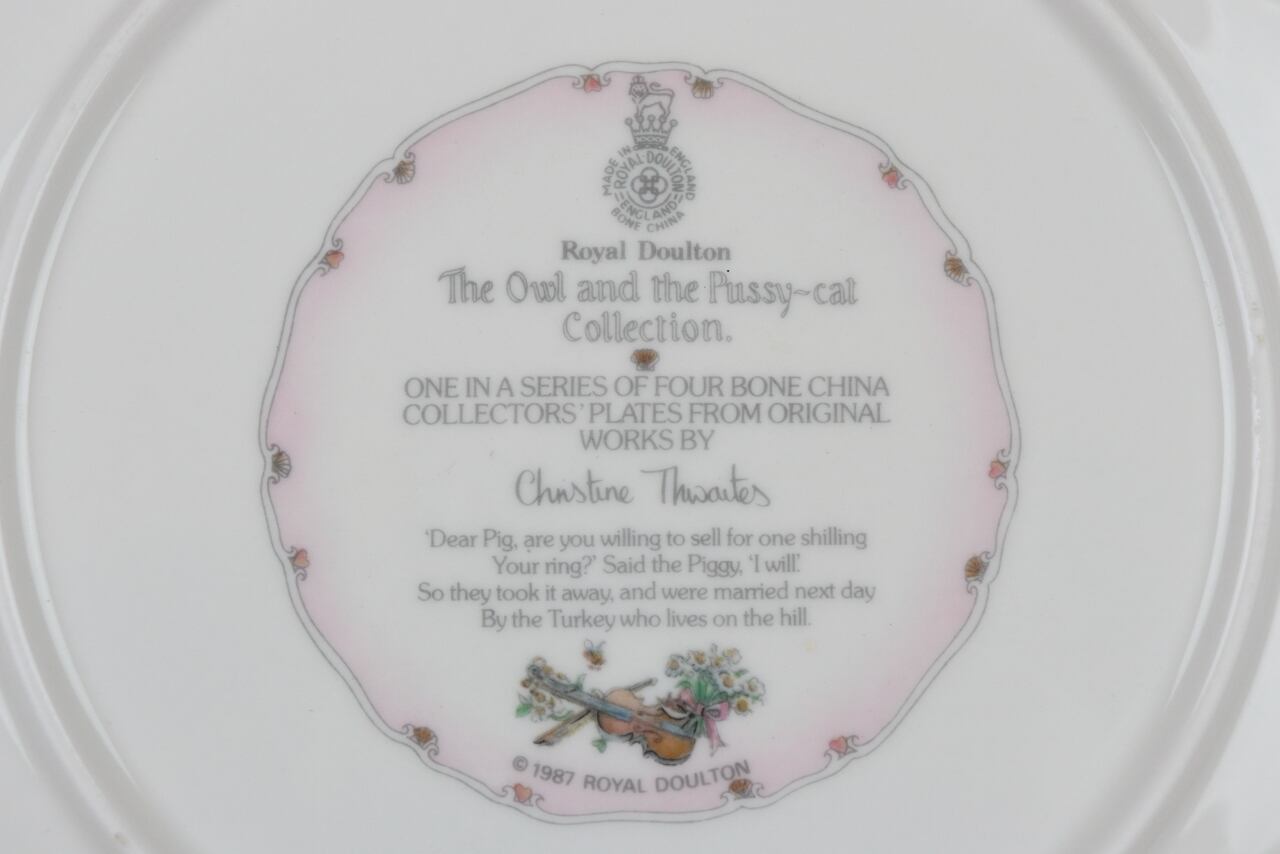 MADE IN ENGLAND
ROYAL DOULTON
ENGLAND
BONE CHINA
Royal Doulton
The Owl and the Pussy-cat
Collection.
ONE IN A SERIES OF FOUR BONE CHINA
COLLECTORS' PLATES FROM ORIGINAL
WORKS BY
Christine Thwaites
'Dear Pig, are you willing to sell for one shilling
Your ring?' Said the Piggy, 'I will'.
So they took it away, and were married next day
By the Turkey who lives on the hill.
© 1987 ROYAL DOULTON